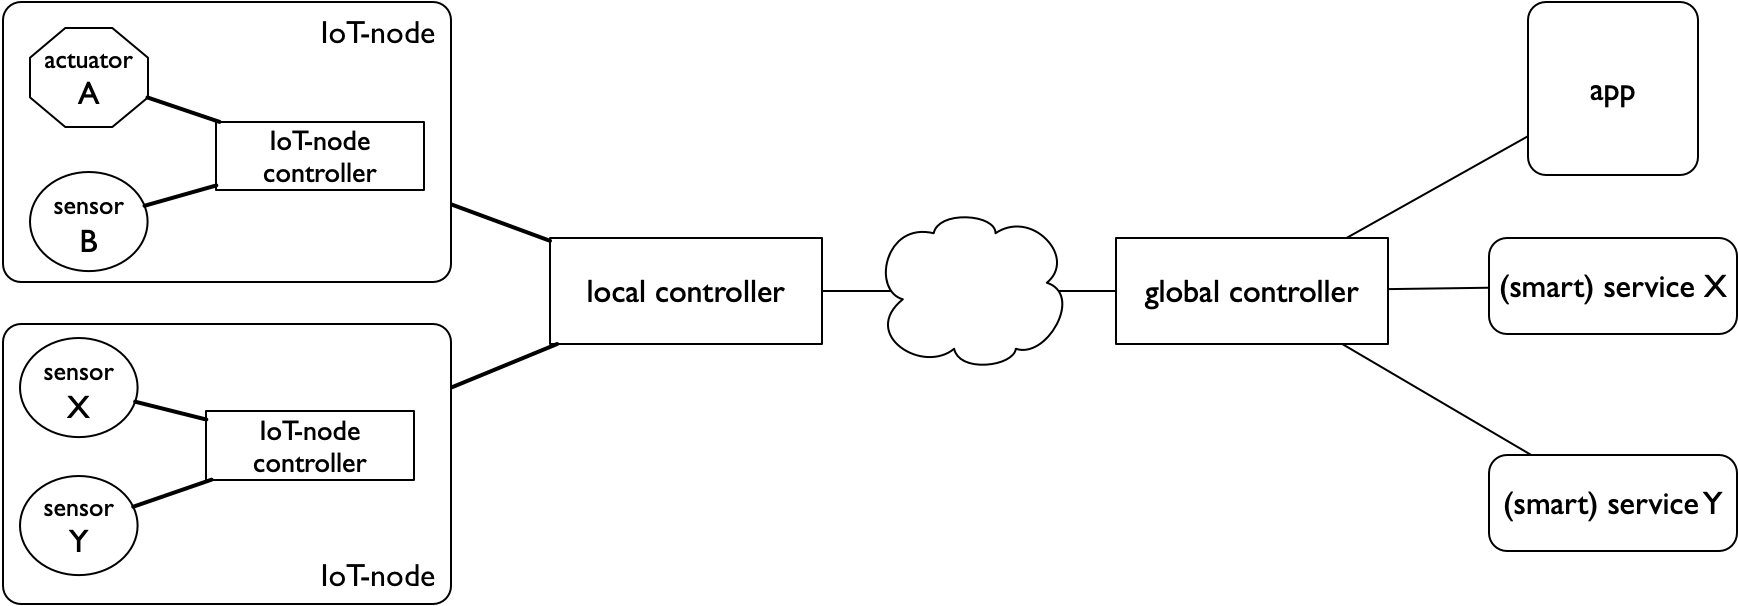 IoT-node
actuator
A
IoT-node
controller
sensor
B
sensor
X
IoT-node
controller
sensor
Y
IoT-node
local controller
global controller
app
(smart) service X
(smart) service Y